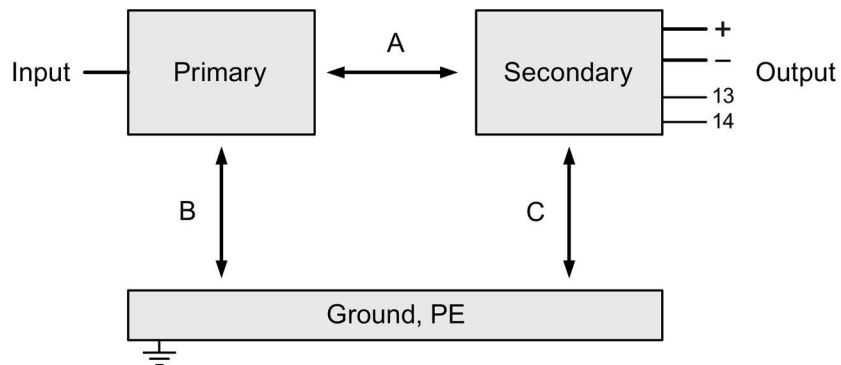 Input
Primary
A
Secondary
+
–
13
14
Output
B
C
Ground, PE